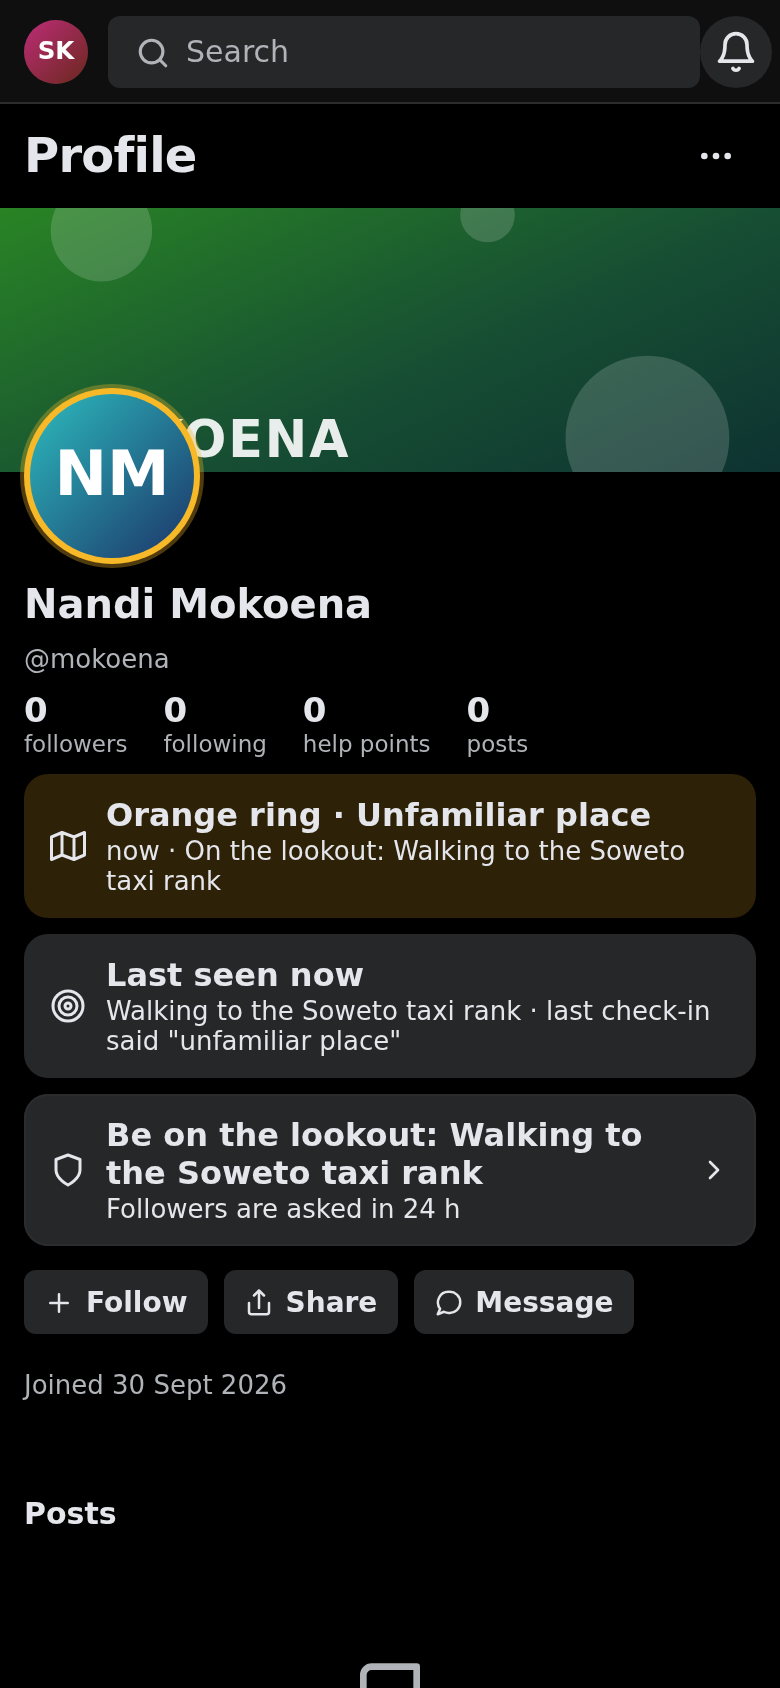 SK
Search
Profile
OENA
NM
Nandi Mokoena
@mokoena
0 0 0 0
followers following help points posts
Orange ring · Unfamiliar place
now · On the lookout: Walking to the Soweto
taxi rank
Last seen now
Walking to the Soweto taxi rank · last check-in
said "unfamiliar place"
Be on the lookout: Walking to
the Soweto taxi rank
Followers are asked in 24 h
Follow Share Message
Joined 30 Sept 2026
Posts